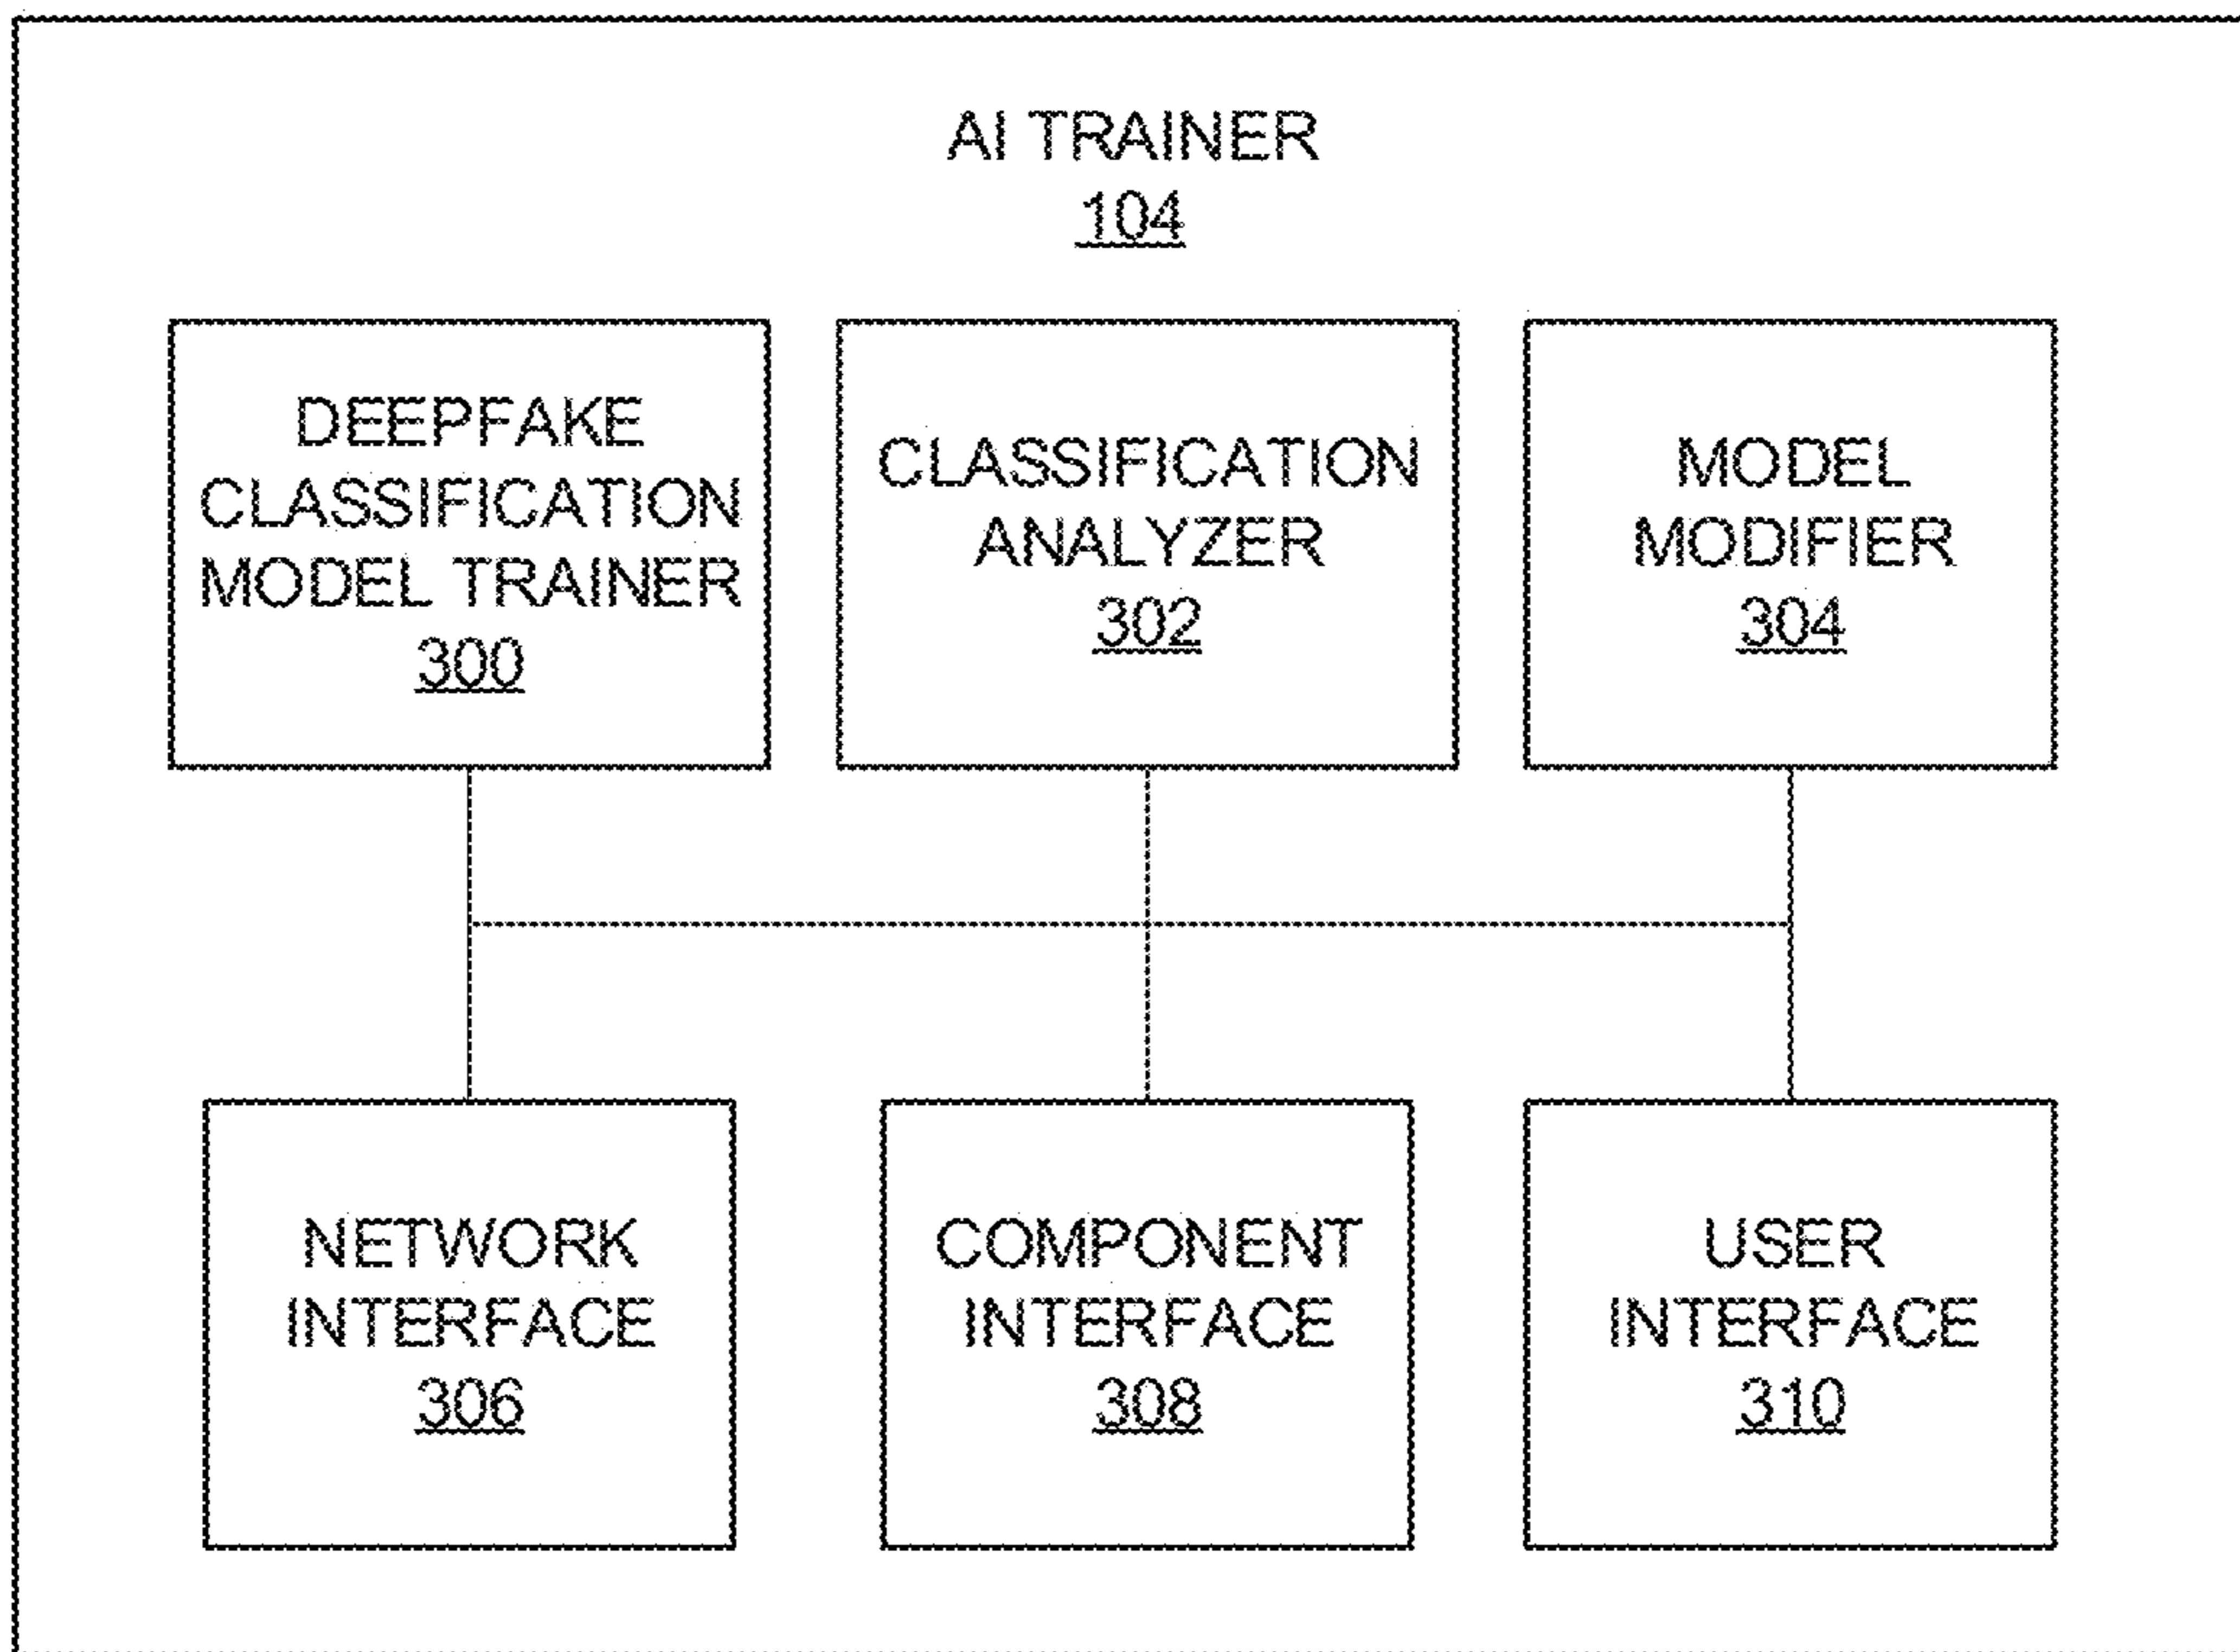 AI TRAINER
104
DEEPFAKE
CLASSIFICATION
MODEL TRAINER
300
CLASSIFICATION
ANALYZER
302
MODEL
MODIFIER
304
NETWORK
INTERFACE
306
COMPONENT
INTERFACE
308
USER
INTERFACE
310